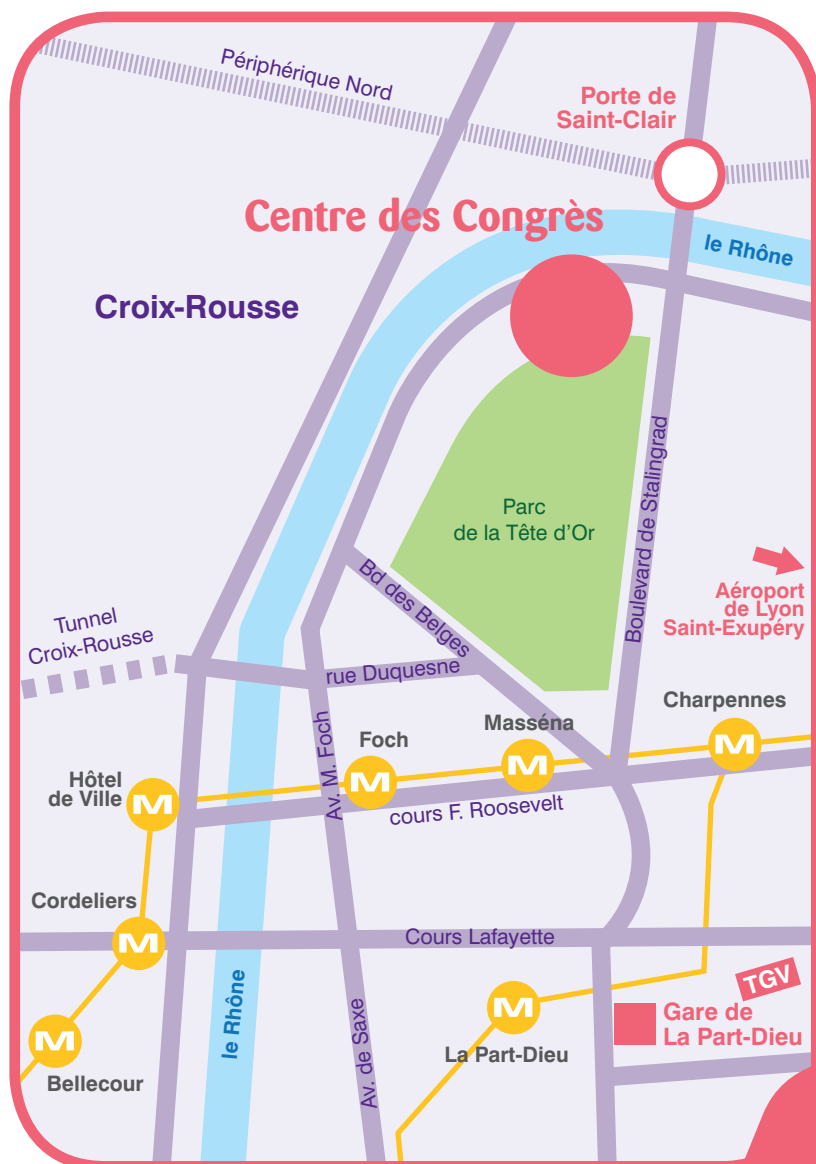 Périphérique Nord
Porte de
Saint-Clair
Centre des Congrès
le Rhône
Croix-Rousse
Parc
de la Tête d'Or
Boulevard de Stalingrad
Aéroport
de Lyon
Saint-Exupéry
Bd des Belges
Tunnel
Croix-Rousse
rue Duquesne
Charpennes
M
Masséna
M
Foch
M
Av. M. Foch
Hôtel
de Ville
M
cours F. Roosevelt
Cordeliers
M
Cours Lafayette
le Rhône
TGV
Gare de
La Part-Dieu
M
La Part-Dieu
Av. de Saxe
M
Bellecour